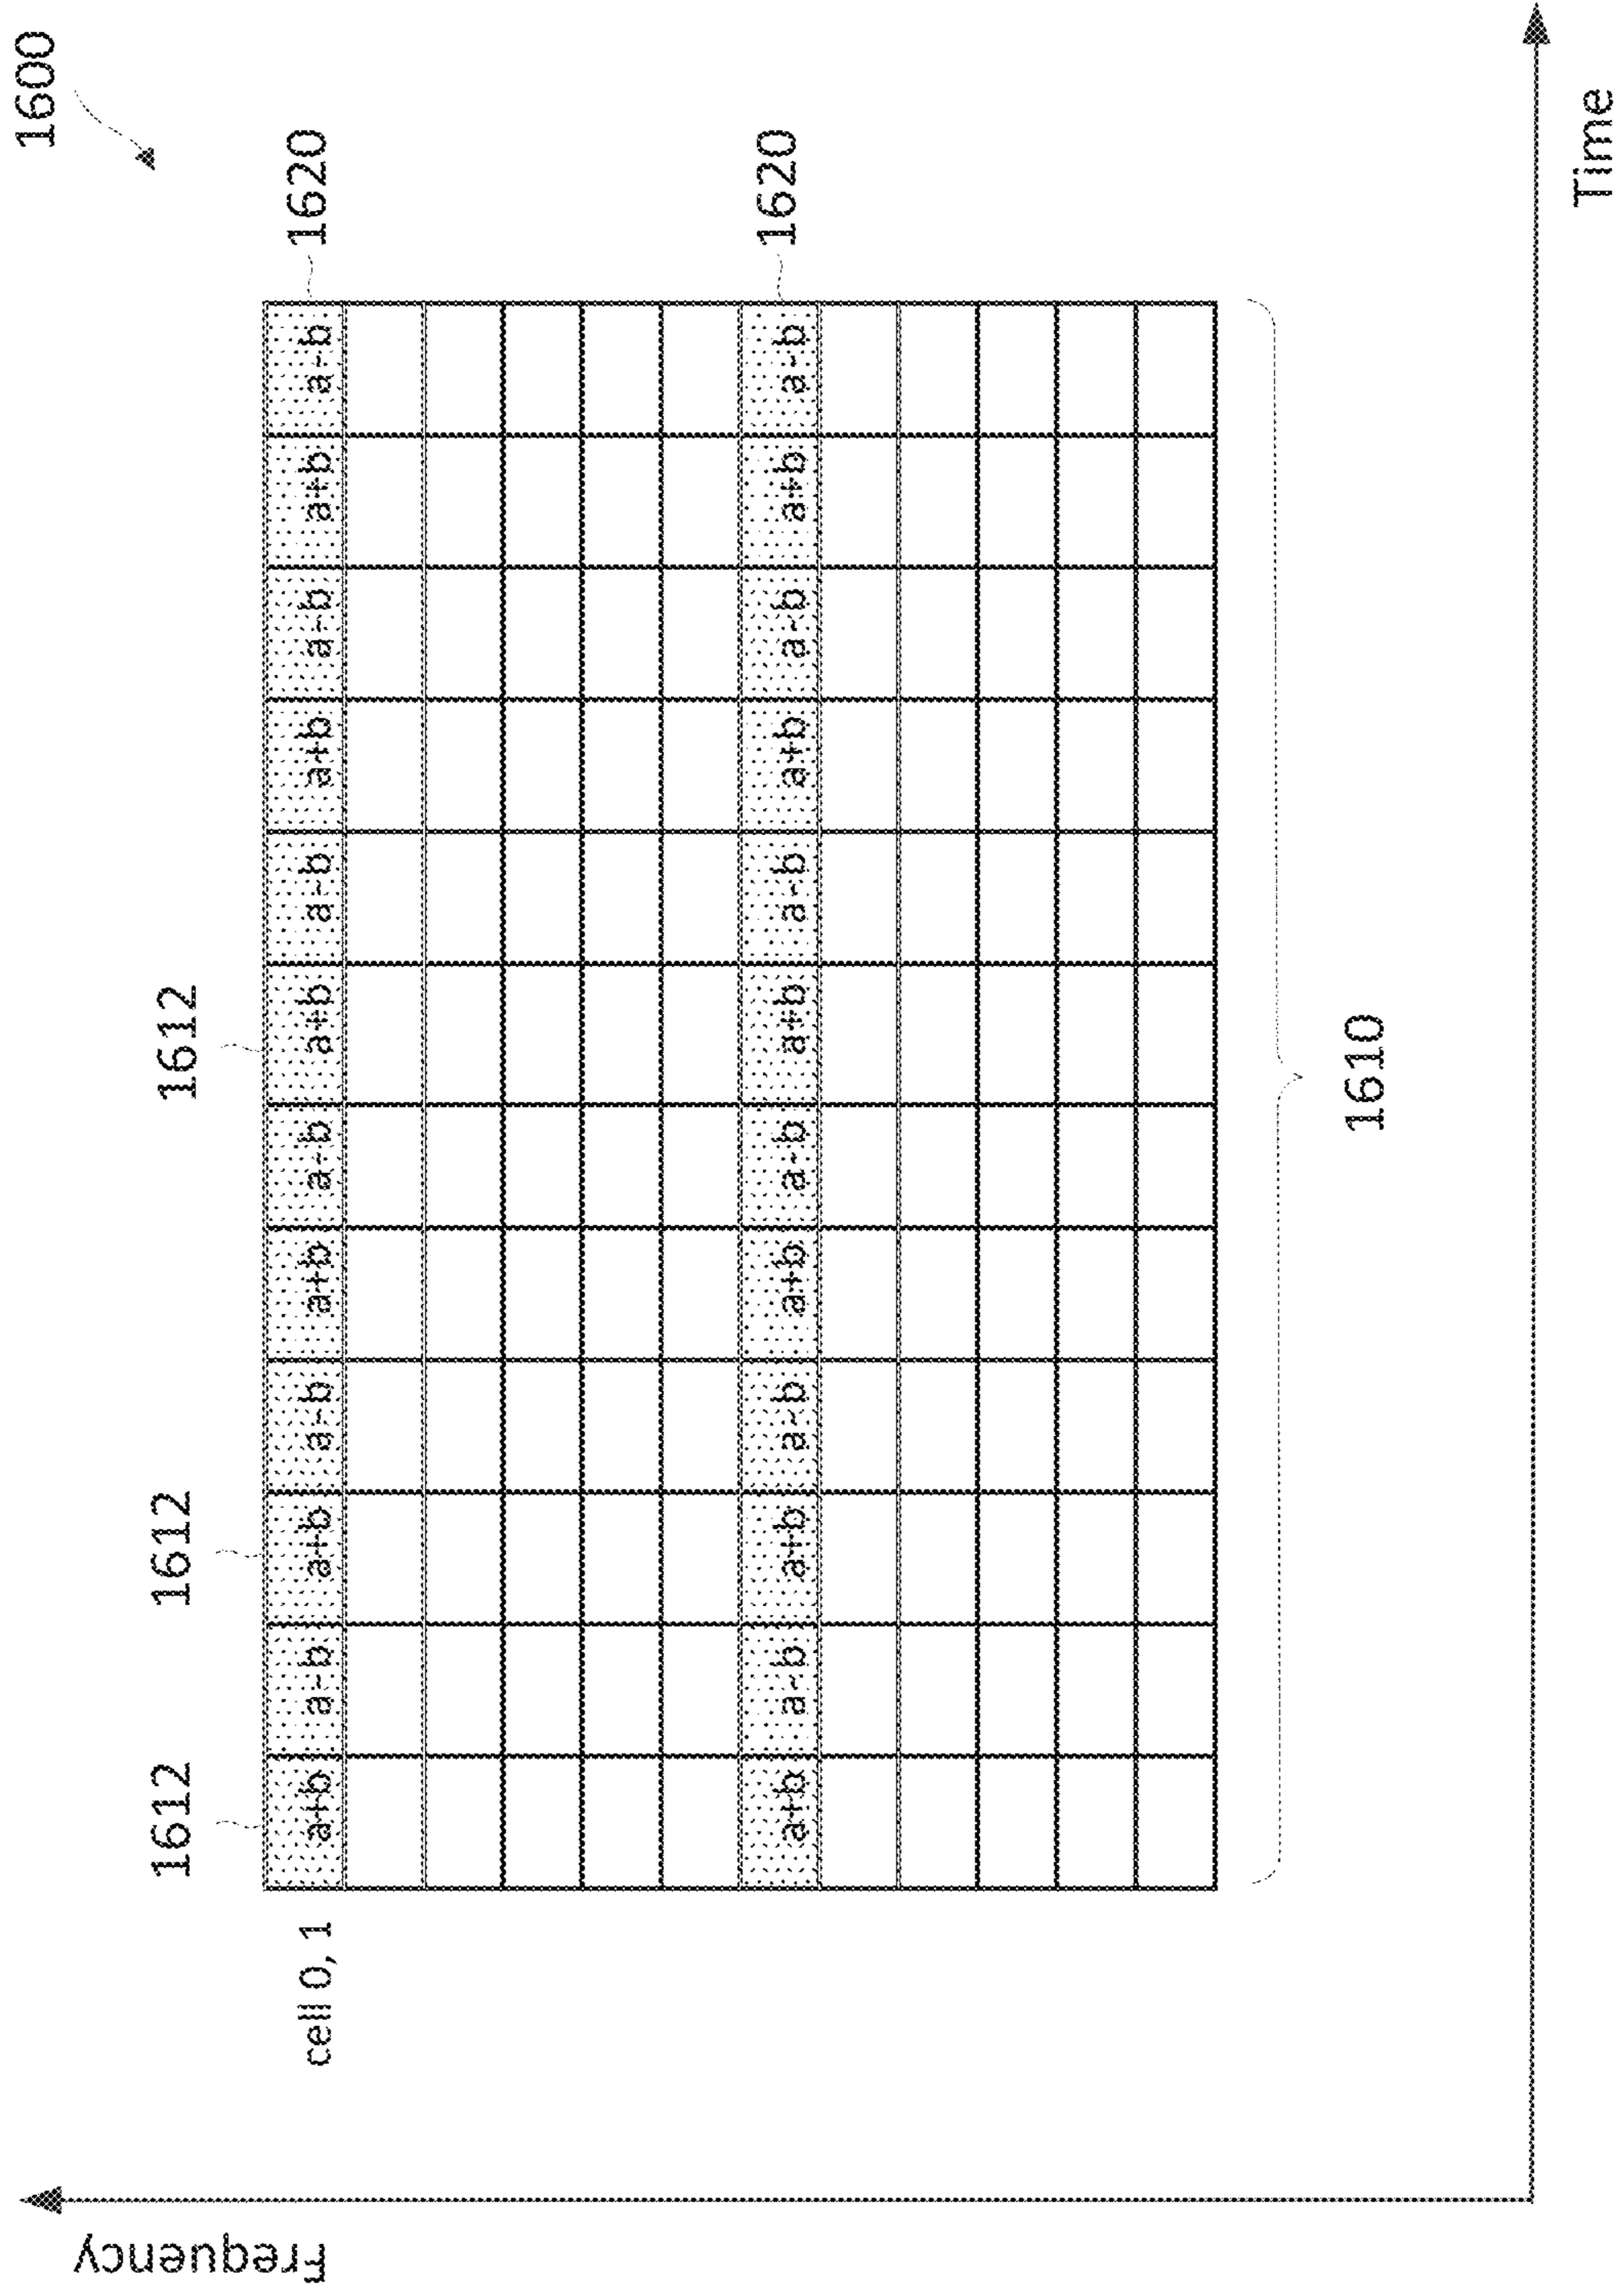 1600
Frequency
1612 1612 1612
cell 0, 1 a+b a-b a+b a-b a+b a-b a+b a-b a+b a-b a+b a-b 1620
a+b a-b a+b a-b a+b a-b a+b a-b a+b a-b a+b a-b 1620
1610
Time